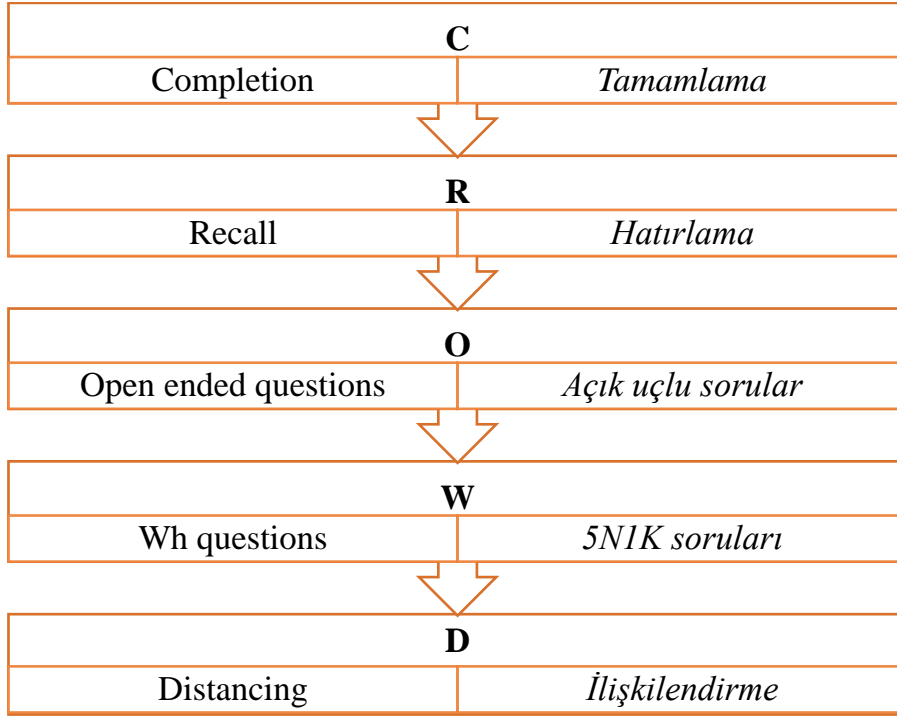 C
Completion Tamamlama
R
Recall Hatırlama
O
Open ended questions Açık uçlu sorular
W
Wh questions 5N1K soruları
D
Distancing İlişkilendirme